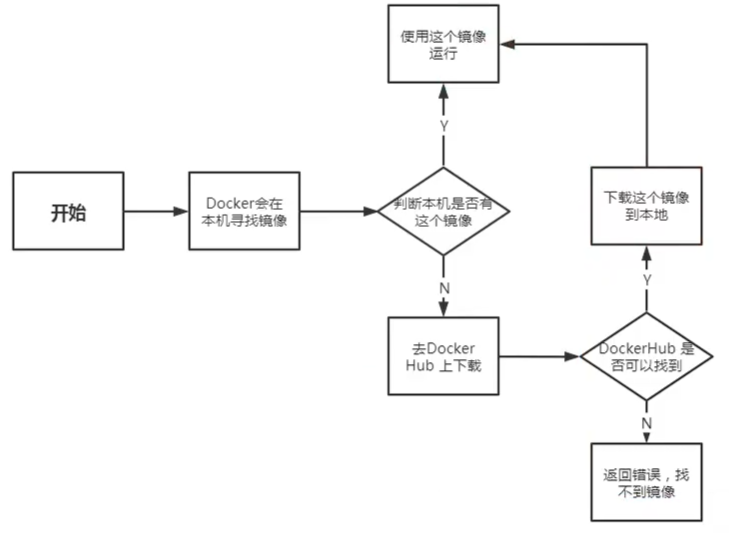 使用这个镜像
运行
Y
开始
Docker会在
本机寻找镜像
判断本机是否有
这个镜像
下载这个镜像
到本地
N
Y
去Docker
Hub 上下载
DockerHub 是
否可以找到
N
返回错误，找
不到镜像